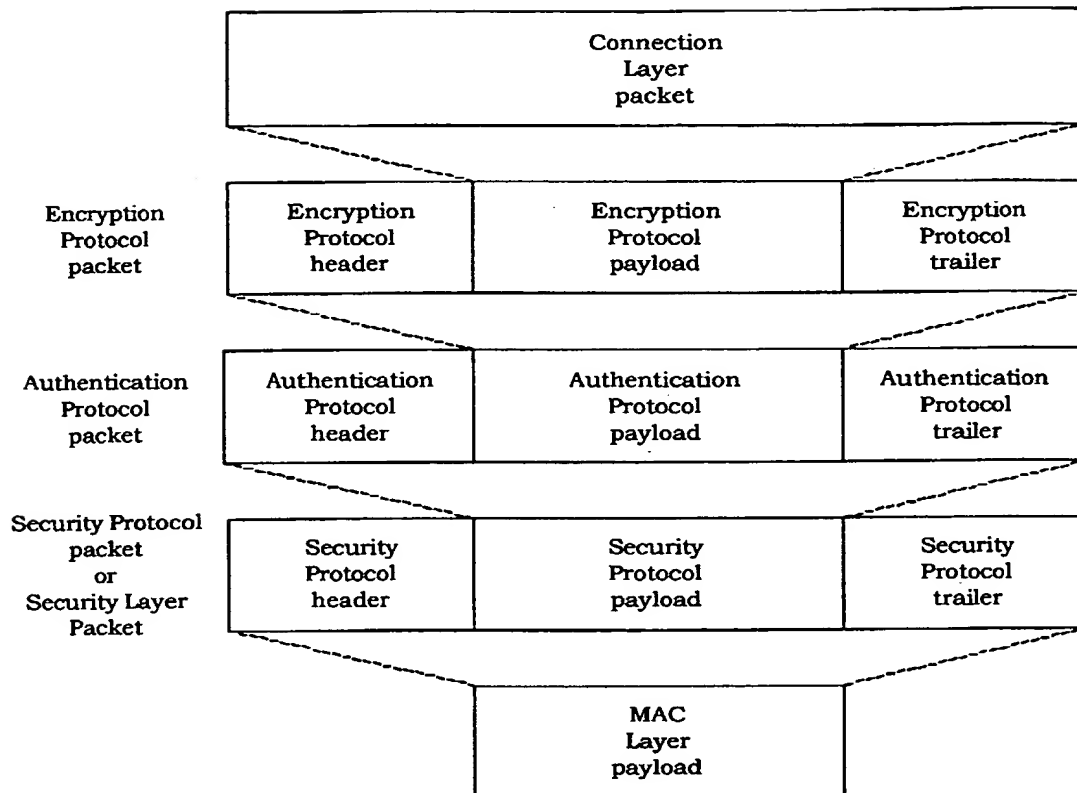 Connection
Layer
packet
Encryption
Protocol
packet
Encryption
Protocol
header
Encryption
Protocol
payload
Encryption
Protocol
trailer
Authentication
Protocol
packet
Authentication
Protocol
header
Authentication
Protocol
payload
Authentication
Protocol
trailer
Security Protocol
packet
or
Security Layer
Packet
Security
Protocol
header
Security
Protocol
payload
Security
Protocol
trailer
MAC
Layer
payload